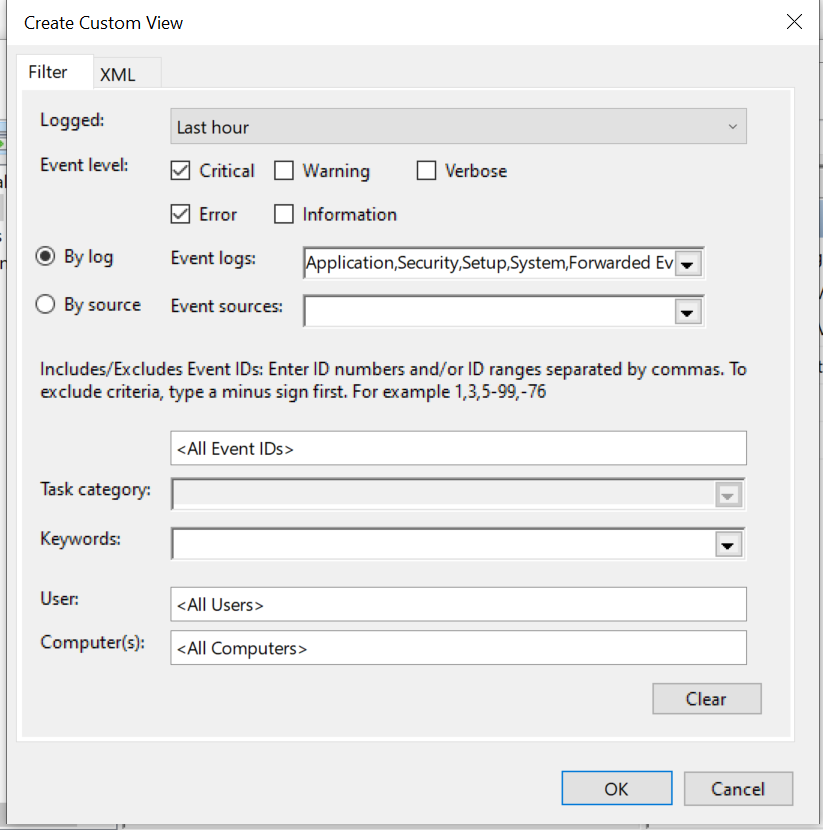 Create Custom View
Filter
XML
Logged:
Last hour
Event level:
Critical
Warning
Verbose
Error
Information
By log
Event logs:
Application,Security,Setup,System,Forwarded Ev
By source
Event sources:
Includes/Excludes Event IDs: Enter ID numbers and/or ID ranges separated by commas. To
exclude criteria, type a minus sign first. For example 1,3,5-99,-76
<All Event IDs>
Task category:
Keywords:
User:
<All Users>
Computer(s):
<All Computers>
Clear
OK
Cancel